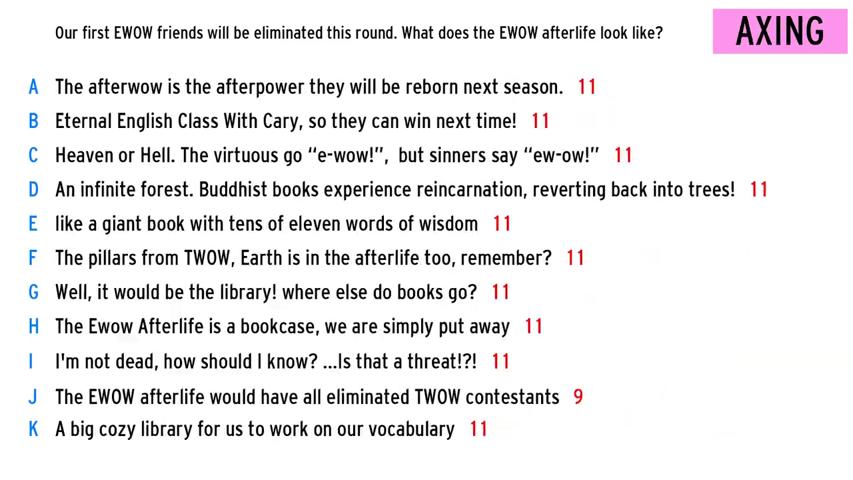 Our first EWOW friends will be eliminated this round. What does the EWOW afterlife look like?
AXING
A The afterwow is the afterpower they will be reborn next season. 11
B Eternal English Class With Cary, so they can win next time! 11
C Heaven or Hell. The virtuous go “e-wow!”, but sinners say “ew-ow!” 11
D An infinite forest. Buddhist books experience reincarnation, reverting back into trees! 11
E like a giant book with tens of eleven words of wisdom 11
F The pillars from TWOW, Earth is in the afterlife too, remember? 11
G Well, it would be the library! where else do books go? 11
H The Ewow Afterlife is a bookcase, we are simply put away 11
I I'm not dead, how should I know? ...Is that a threat!?! 11
J The EWOW afterlife would have all eliminated TWOW contestants 9
K A big cozy library for us to work on our vocabulary 11